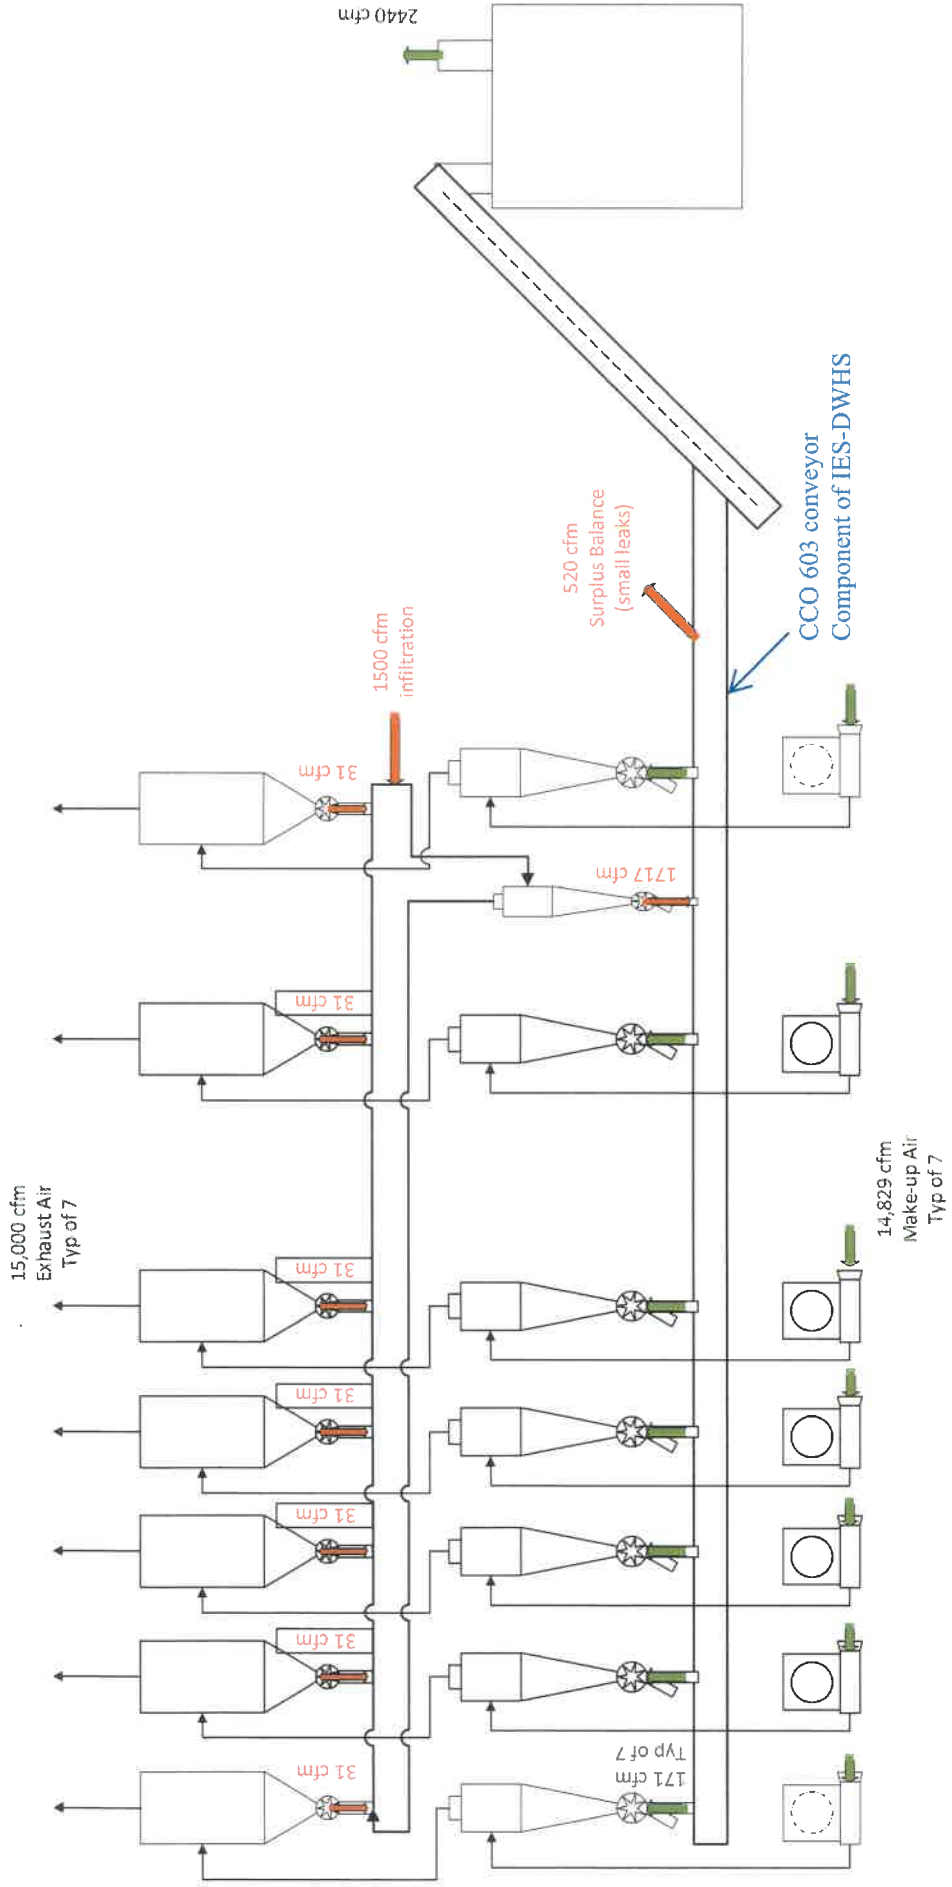 2440 cfm
31 cfm
1500 cfm
infiltration
520 cfm
Surplus Balance
(small leaks)
CCO 603 conveyor
Component of IES-DWHS
1717 cfm
31 cfm
15,000 cfm
Exhaust Air
Typ of 7
31 cfm
14,829 cfm
Make-up Air
Typ of 7
31 cfm
31 cfm
31 cfm
31 cfm
171 cfm
Typ of 7